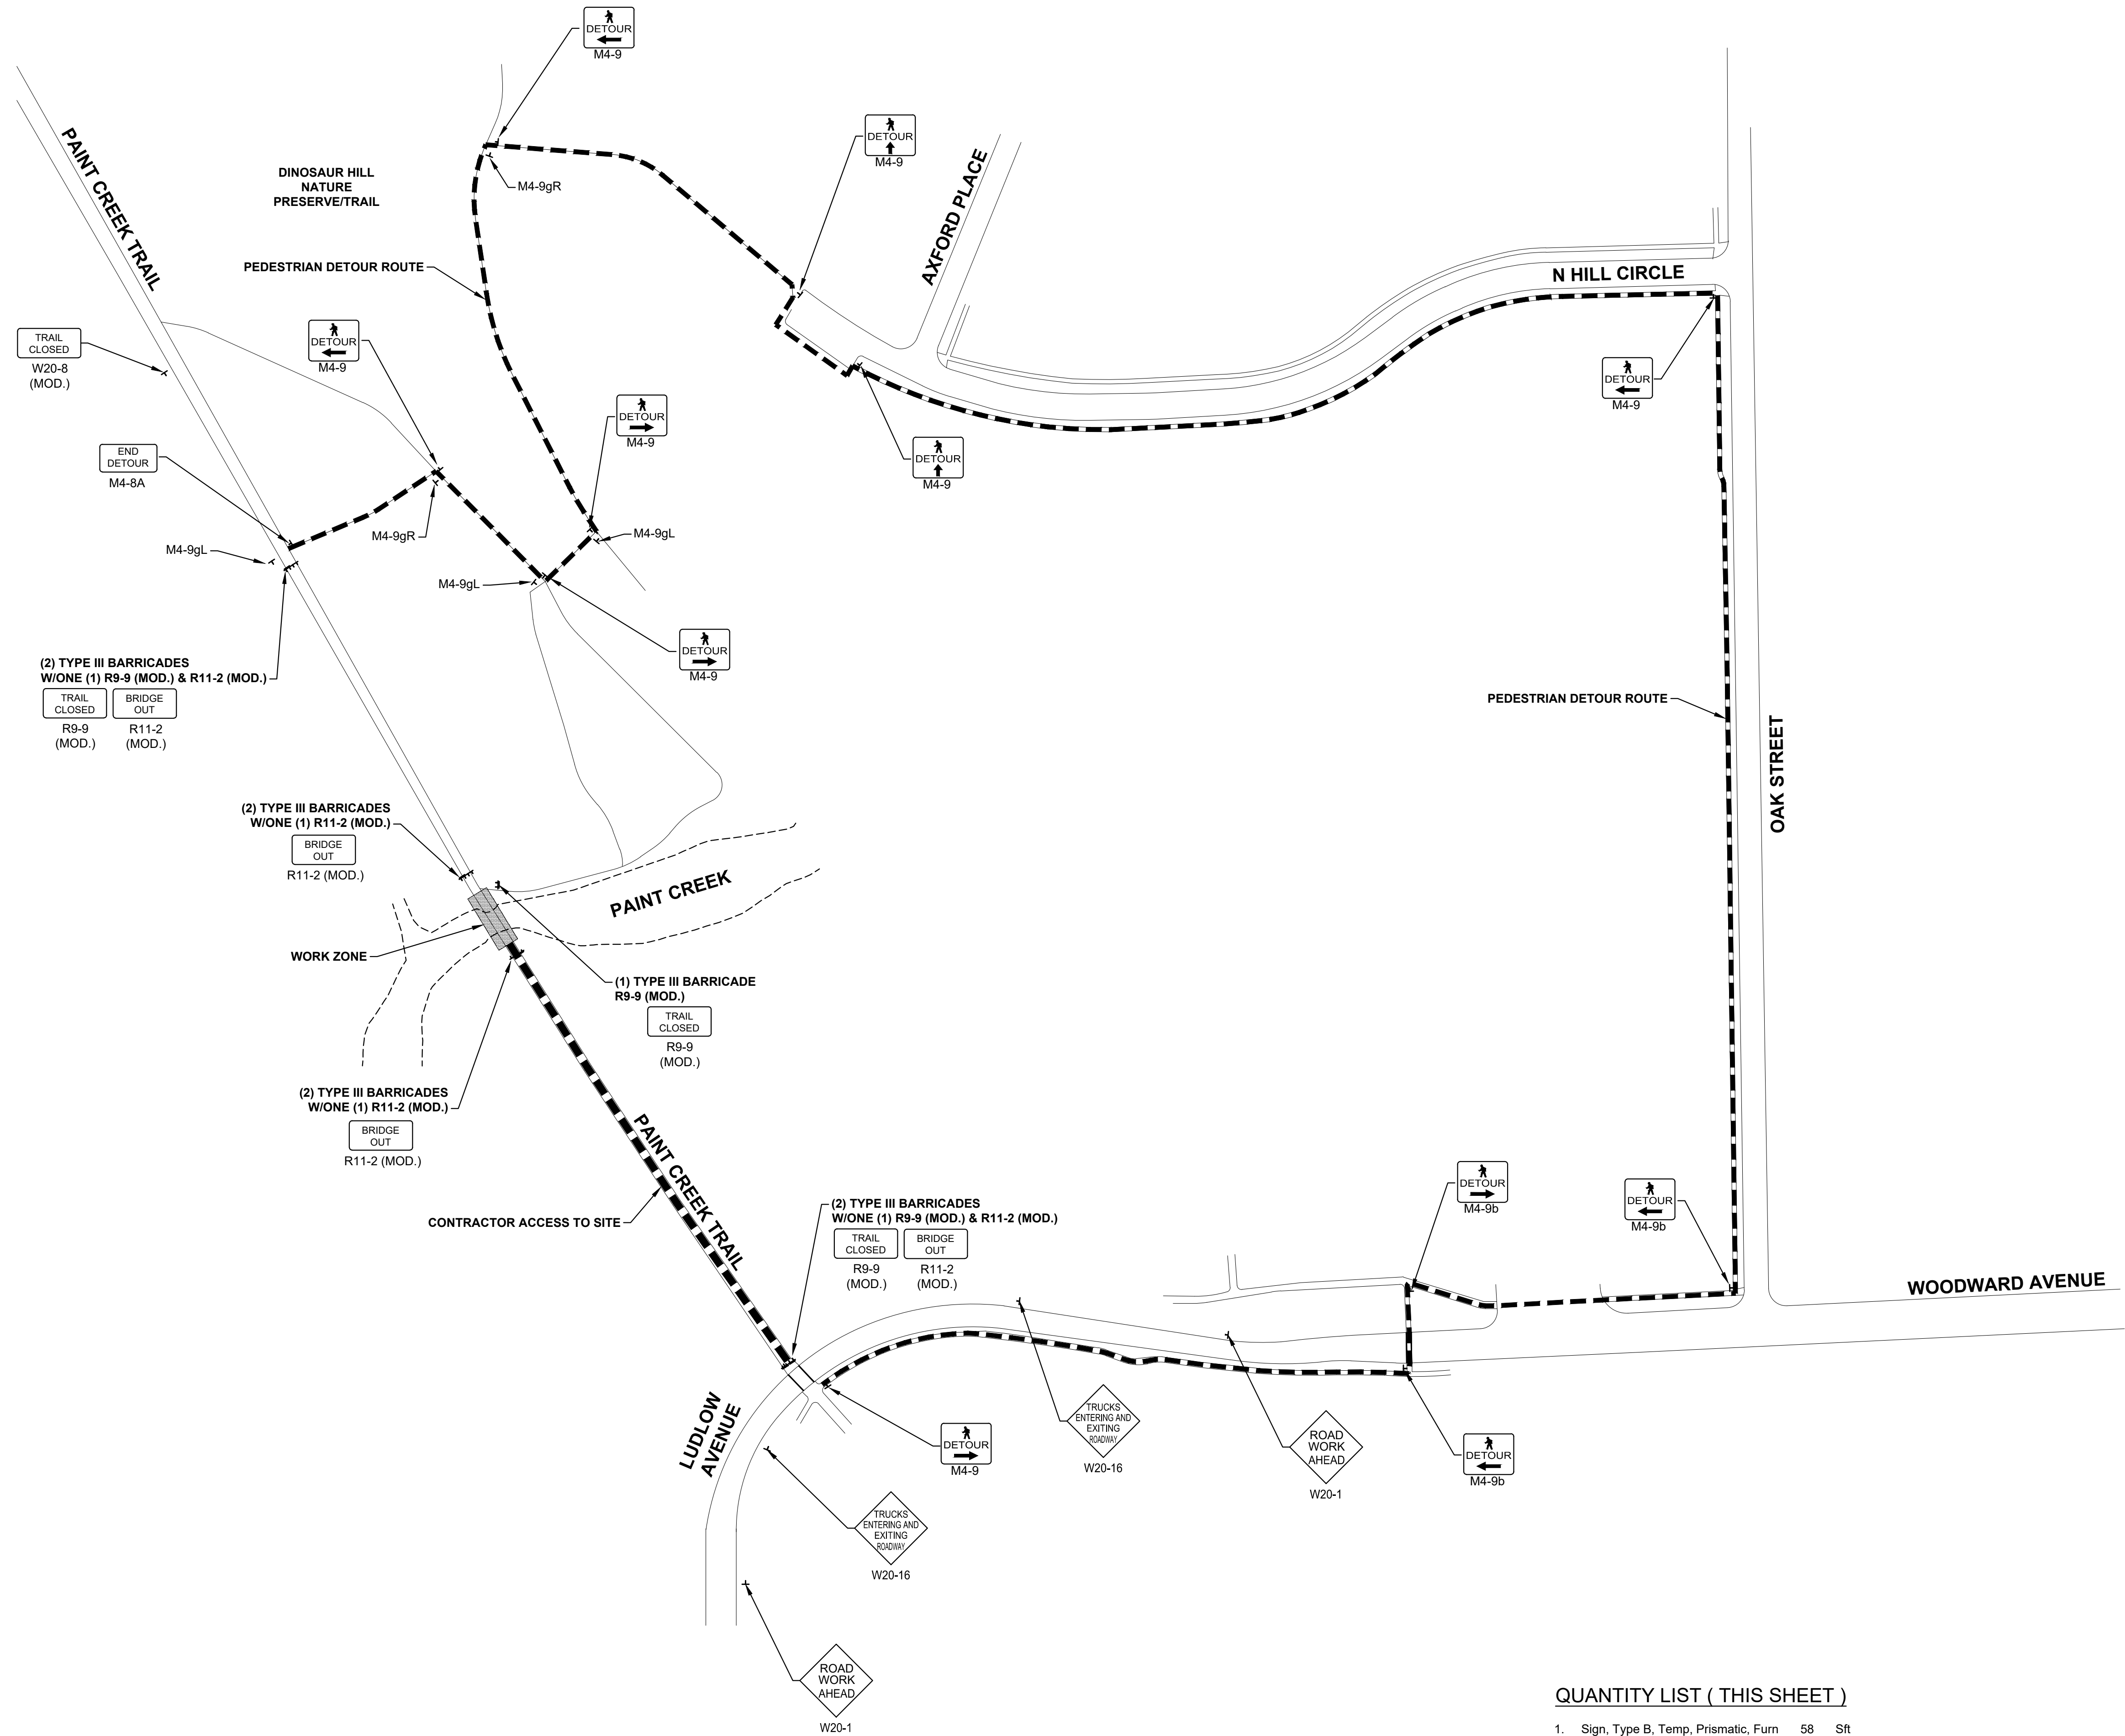 DETOUR
M4-9
PAINT CREEK TRAIL
DINOSAUR HILL
NATURE
PRESERVE/TRAIL
M4-9gR
DETOUR
M4-9
AXFORD PLACE
PEDESTRIAN DETOUR ROUTE
N HILL CIRCLE
TRAIL
CLOSED
W20-8
(MOD.)
DETOUR
M4-9
DETOUR
M4-9
DETOUR
M4-9
DETOUR
M4-9
END
DETOUR
M4-8A
M4-9gR
M4-9gL
M4-9gL
M4-9gL
DETOUR
M4-9
(2) TYPE III BARRICADES
W/ONE (1) R9-9 (MOD.) & R11-2 (MOD.)
TRAIL
CLOSED
R9-9
(MOD.)
BRIDGE
OUT
R11-2
(MOD.)
PEDESTRIAN DETOUR ROUTE
OAK STREET
(2) TYPE III BARRICADES
W/ONE (1) R11-2 (MOD.)
BRIDGE
OUT
R11-2 (MOD.)
PAINT CREEK
WORK ZONE
(1) TYPE III BARRICADE
R9-9 (MOD.)
TRAIL
CLOSED
R9-9
(MOD.)
(2) TYPE III BARRICADES
W/ONE (1) R11-2 (MOD.)
BRIDGE
OUT
R11-2 (MOD.)
PAINT CREEK TRAIL
CONTRACTOR ACCESS TO SITE
(2) TYPE III BARRICADES
W/ONE (1) R9-9 (MOD.) & R11-2 (MOD.)
TRAIL
CLOSED
R9-9
(MOD.)
BRIDGE
OUT
R11-2
(MOD.)
DETOUR
M4-9b
DETOUR
M4-9b
WOODWARD AVENUE
LUDLOW
AVENUE
DETOUR
M4-9
TRUCKS
ENTERING AND
EXITING
ROADWAY
W20-16
ROAD
WORK
AHEAD
W20-1
DETOUR
M4-9b
TRUCKS
ENTERING AND
EXITING
ROADWAY
W20-16
ROAD
WORK
AHEAD
W20-1
QUANTITY LIST ( THIS SHEET )
1. Sign, Type B, Temp, Prismatic, Furn 58 Sft